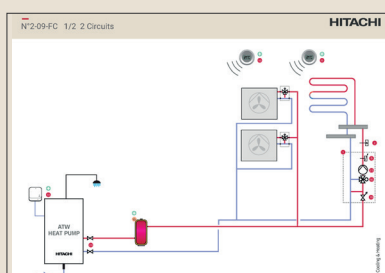 N°2-09-FC 1/2 2 Circuits
HITACHI
ATW
HEAT PUMP
HITACHI
Cooling & Heating